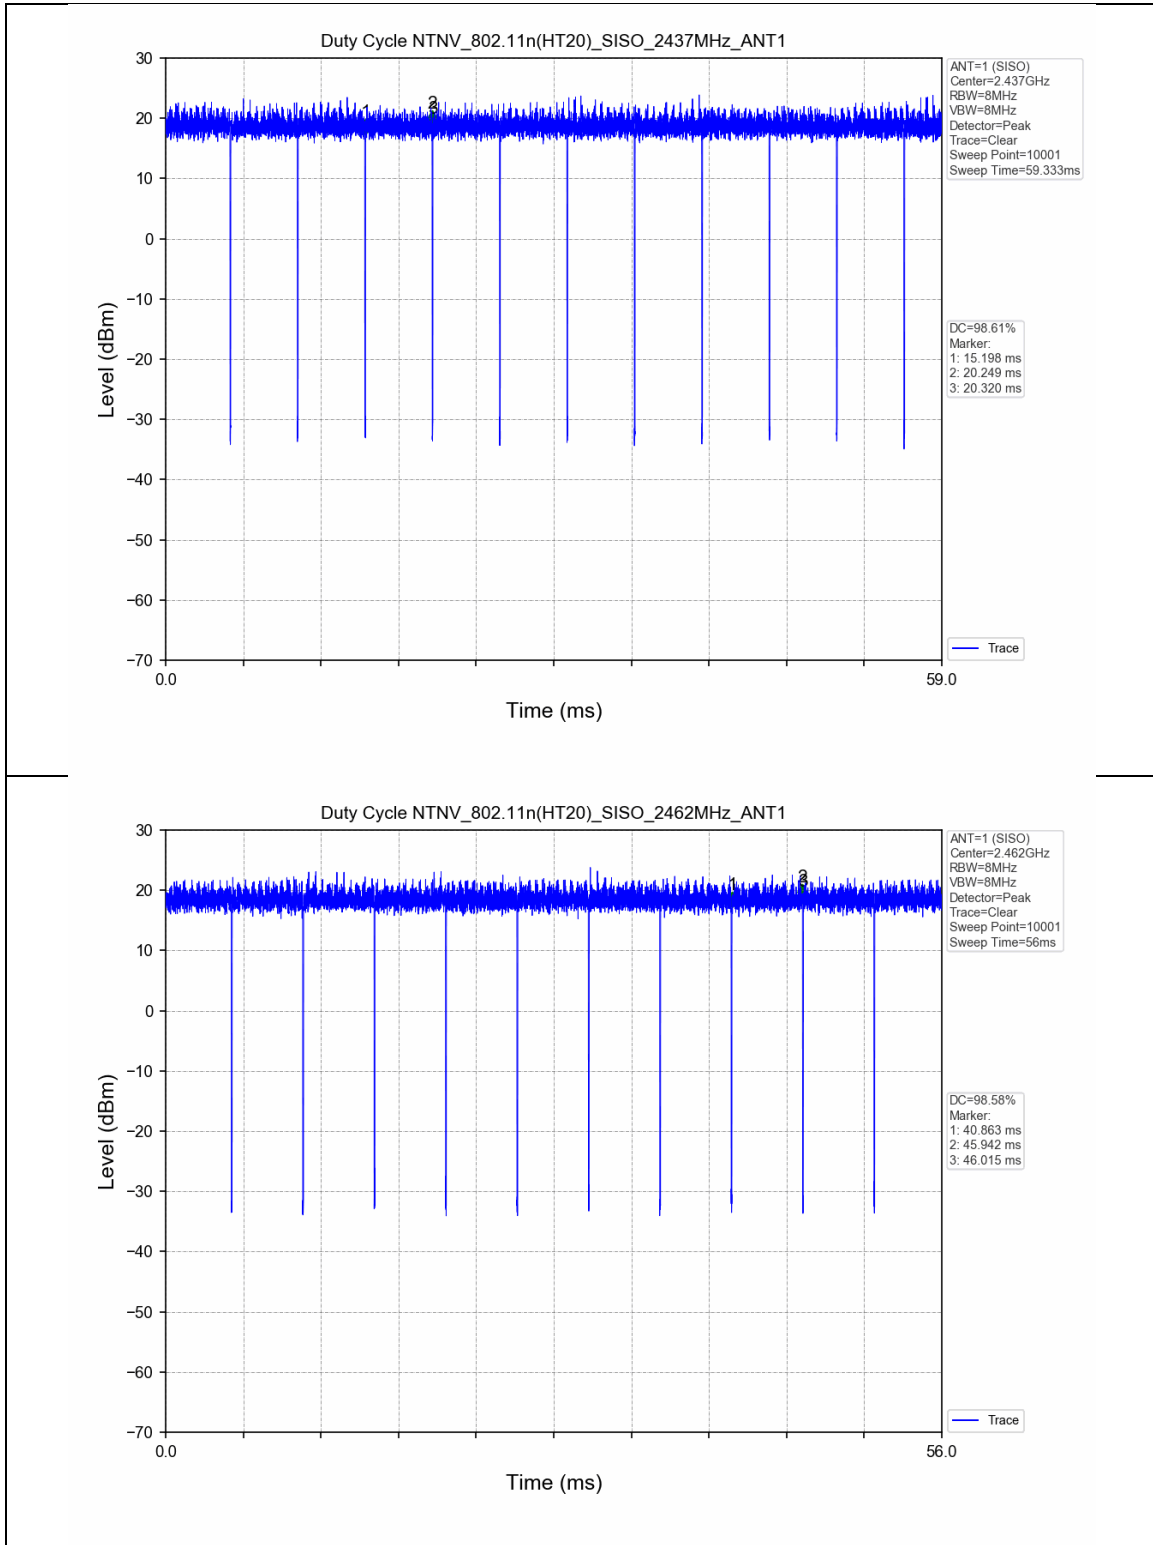 Duty Cycle NTNV_802.11n(HT20)_SISO_2437MHz_ANT1
30
20
10
0
−10
−20
−30
−40
−50
−60
−70
Level (dBm)
0.0
59.0
Time (ms)
1
2
3
ANT=1 (SISO)
Center=2.437GHz
RBW=8MHz
VBW=8MHz
Detector=Peak
Trace=Clear
Sweep Point=10001
Sweep Time=59.333ms
DC=98.61%
Marker:
1: 15.198 ms
2: 20.249 ms
3: 20.320 ms
Trace
Duty Cycle NTNV_802.11n(HT20)_SISO_2462MHz_ANT1
30
20
10
0
−10
−20
−30
−40
−50
−60
−70
Level (dBm)
0.0
56.0
Time (ms)
1
2
3
ANT=1 (SISO)
Center=2.462GHz
RBW=8MHz
VBW=8MHz
Detector=Peak
Trace=Clear
Sweep Point=10001
Sweep Time=56ms
DC=98.58%
Marker:
1: 40.863 ms
2: 45.942 ms
3: 46.015 ms
Trace